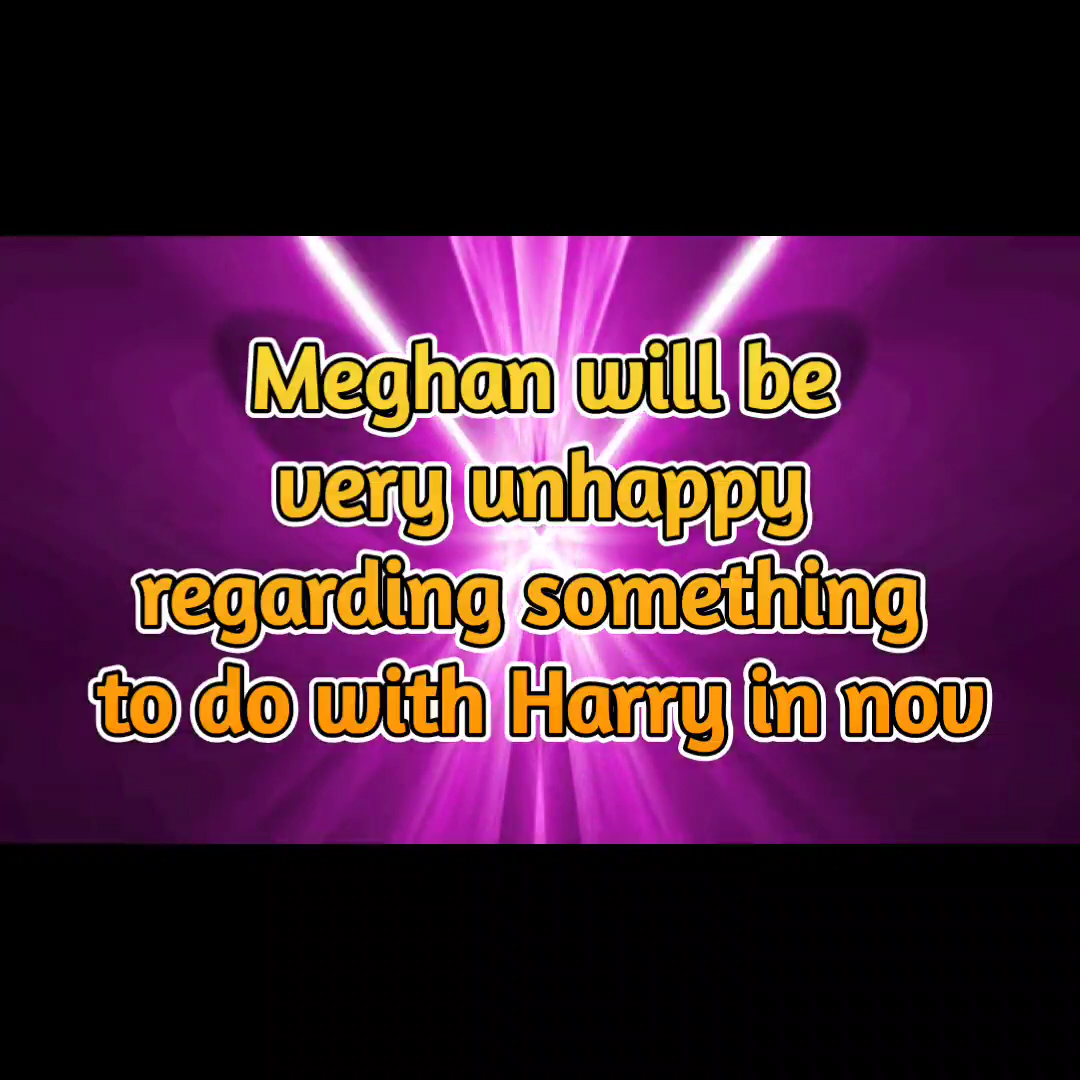 Meghan will be
very unhappy
regarding something
to do with Harry in nov